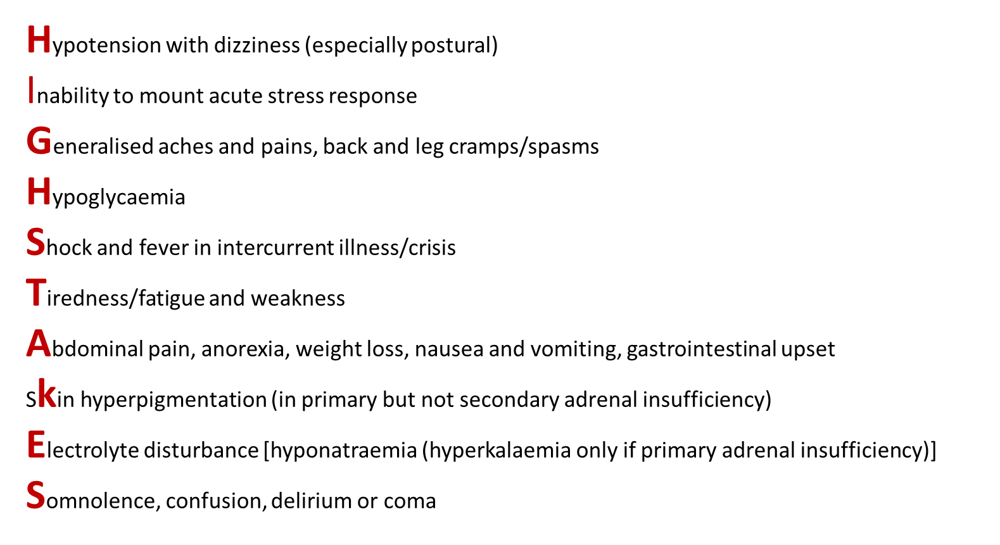 Hypotension with dizziness (especially postural)
Inability to mount acute stress response
Generalised aches and pains, back and leg cramps/spasms
Hypoglycaemia
Shock and fever in intercurrent illness/crisis
Tiredness/fatigue and weakness
Abdominal pain, anorexia, weight loss, nausea and vomiting, gastrointestinal upset
Skin hyperpigmentation (in primary but not secondary adrenal insufficiency)
Electrolyte disturbance [hyponatraemia (hyperkalaemia only if primary adrenal insufficiency)]
Somnolence, confusion, delirium or coma